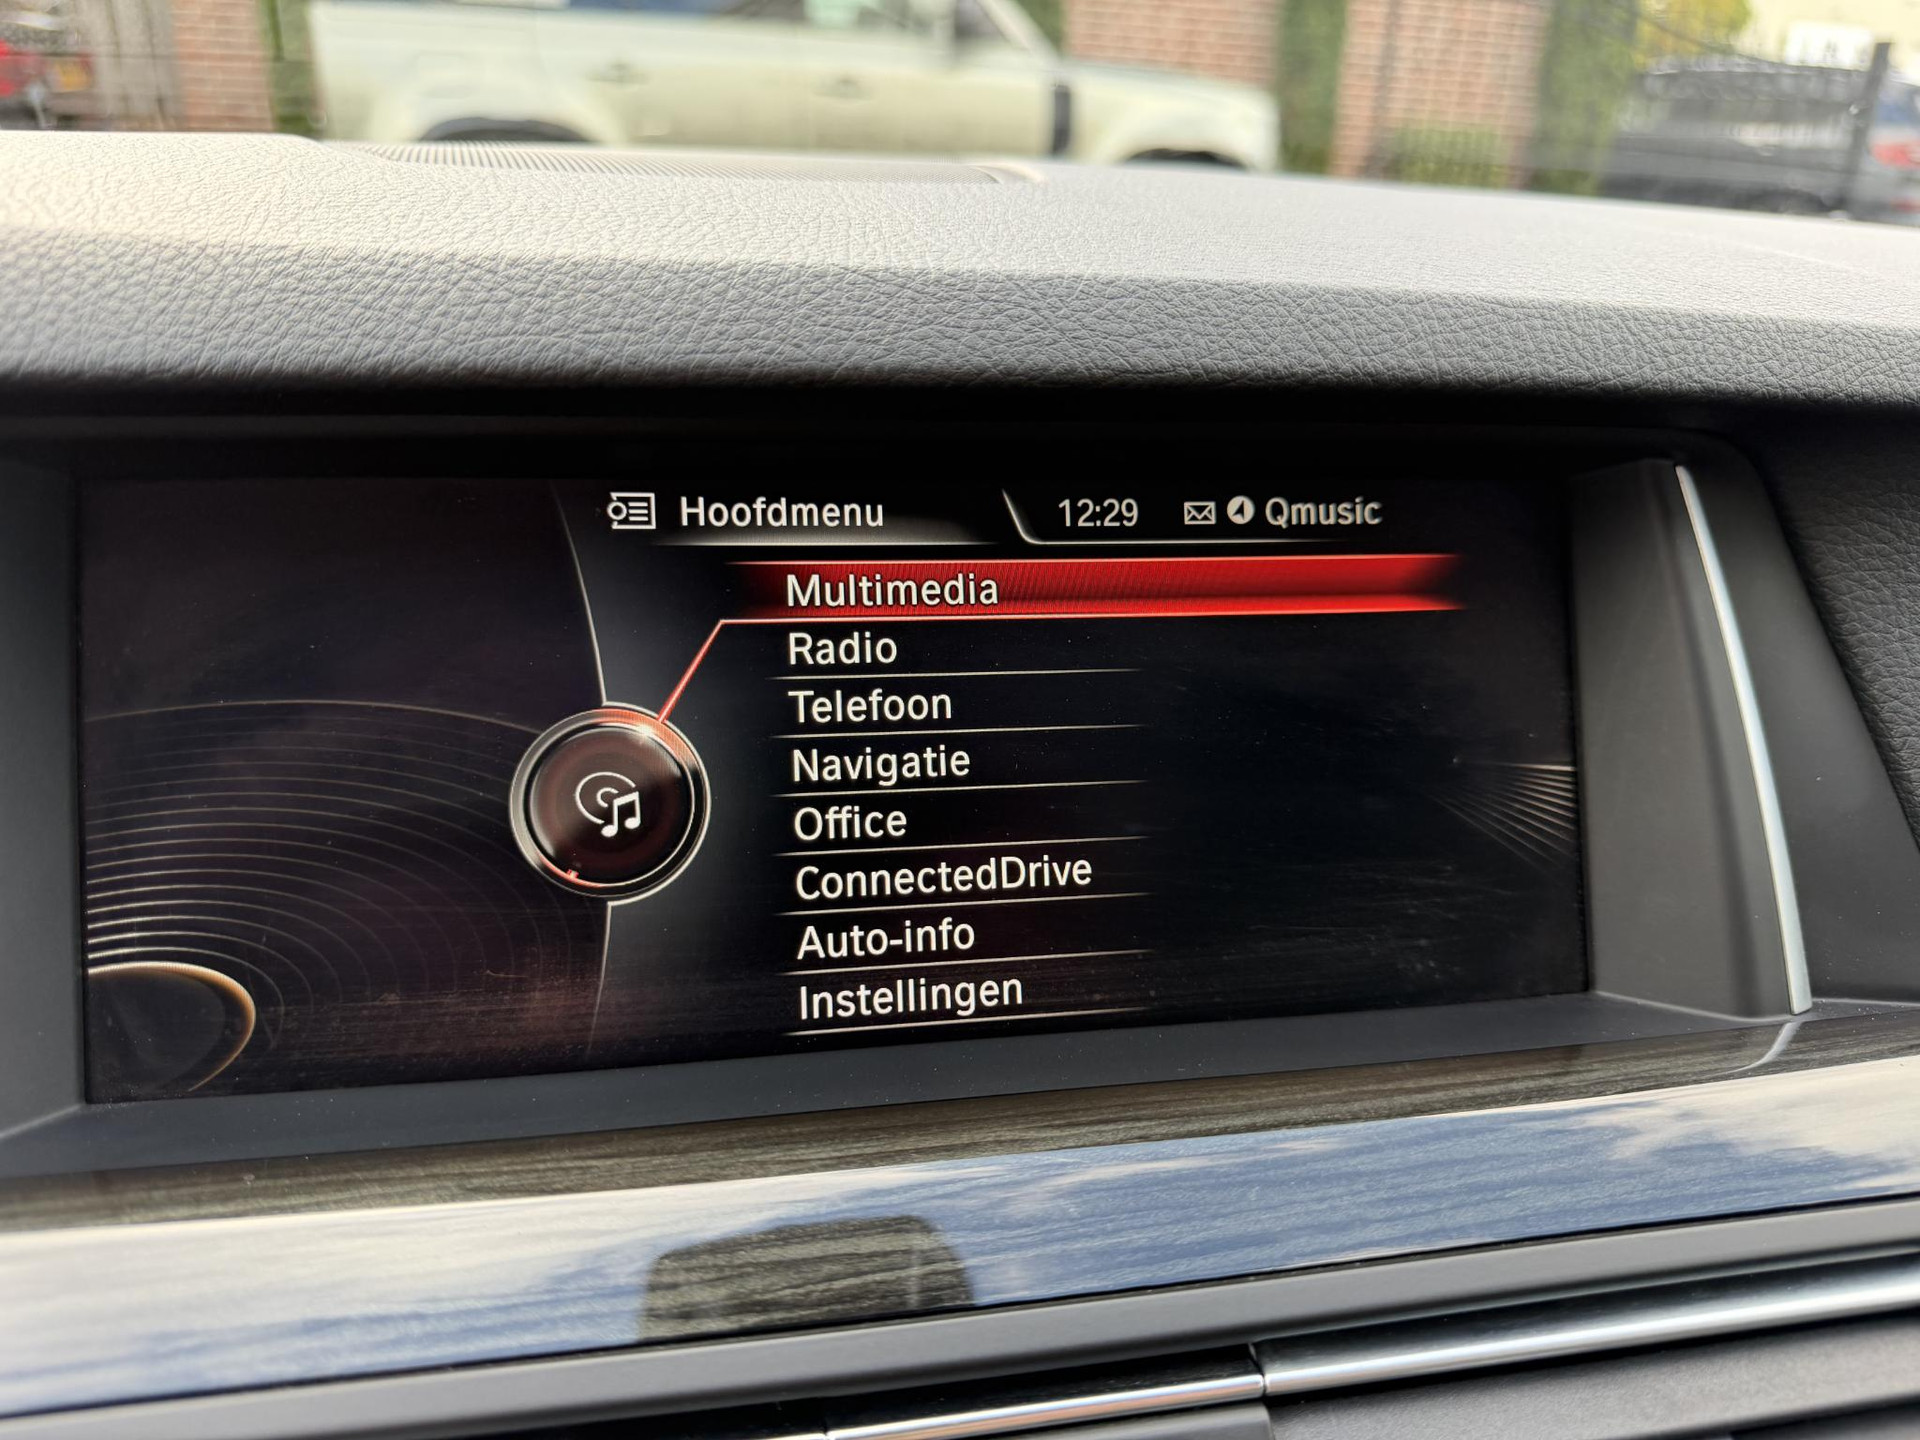 Hoofdmenu 12:29 Qmusic
Multimedia
Radio
Telefoon
Navigatie
Office
ConnectedDrive
Auto-info
Instellingen